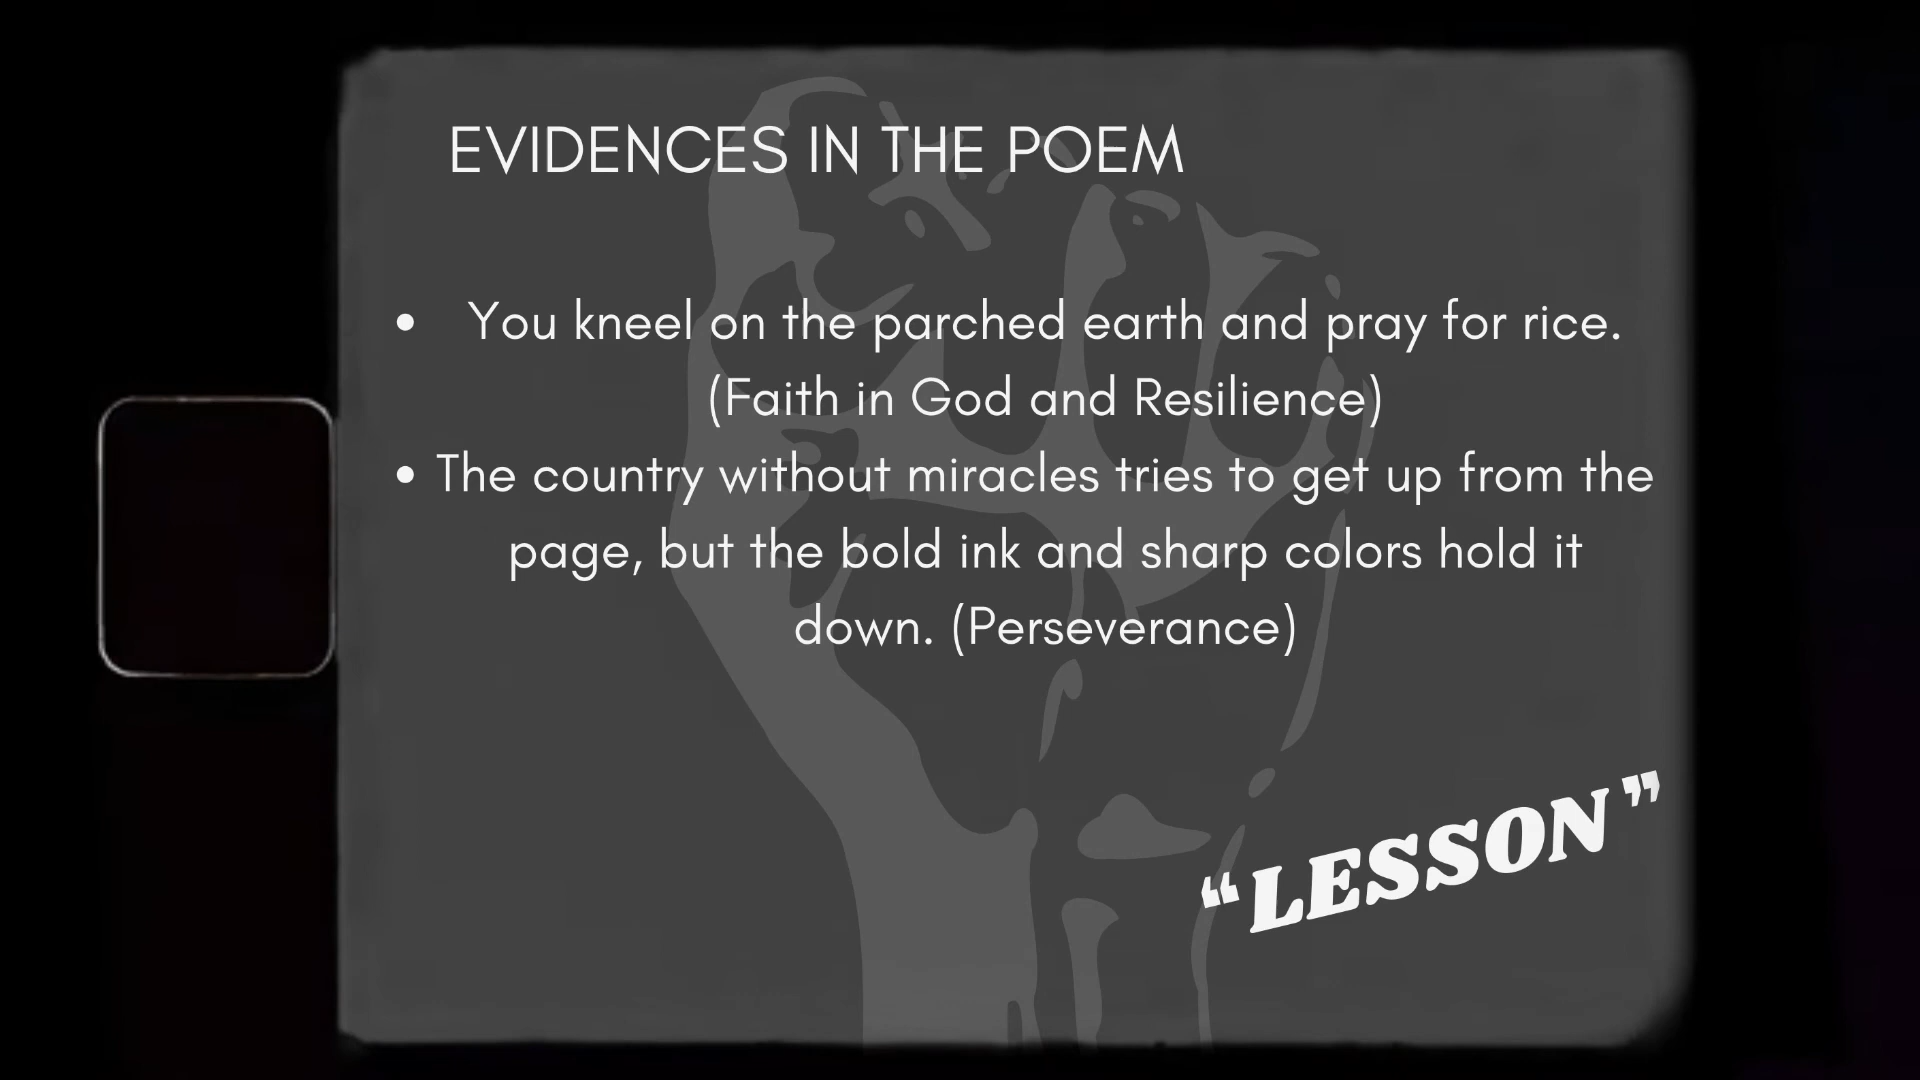 EVIDENCES IN THE POEM
• You kneel on the parched earth and pray for rice.
(Faith in God and Resilience)
• The country without miracles tries to get up from the
page, but the bold ink and sharp colors hold it
down. (Perseverance)
“LESSON”